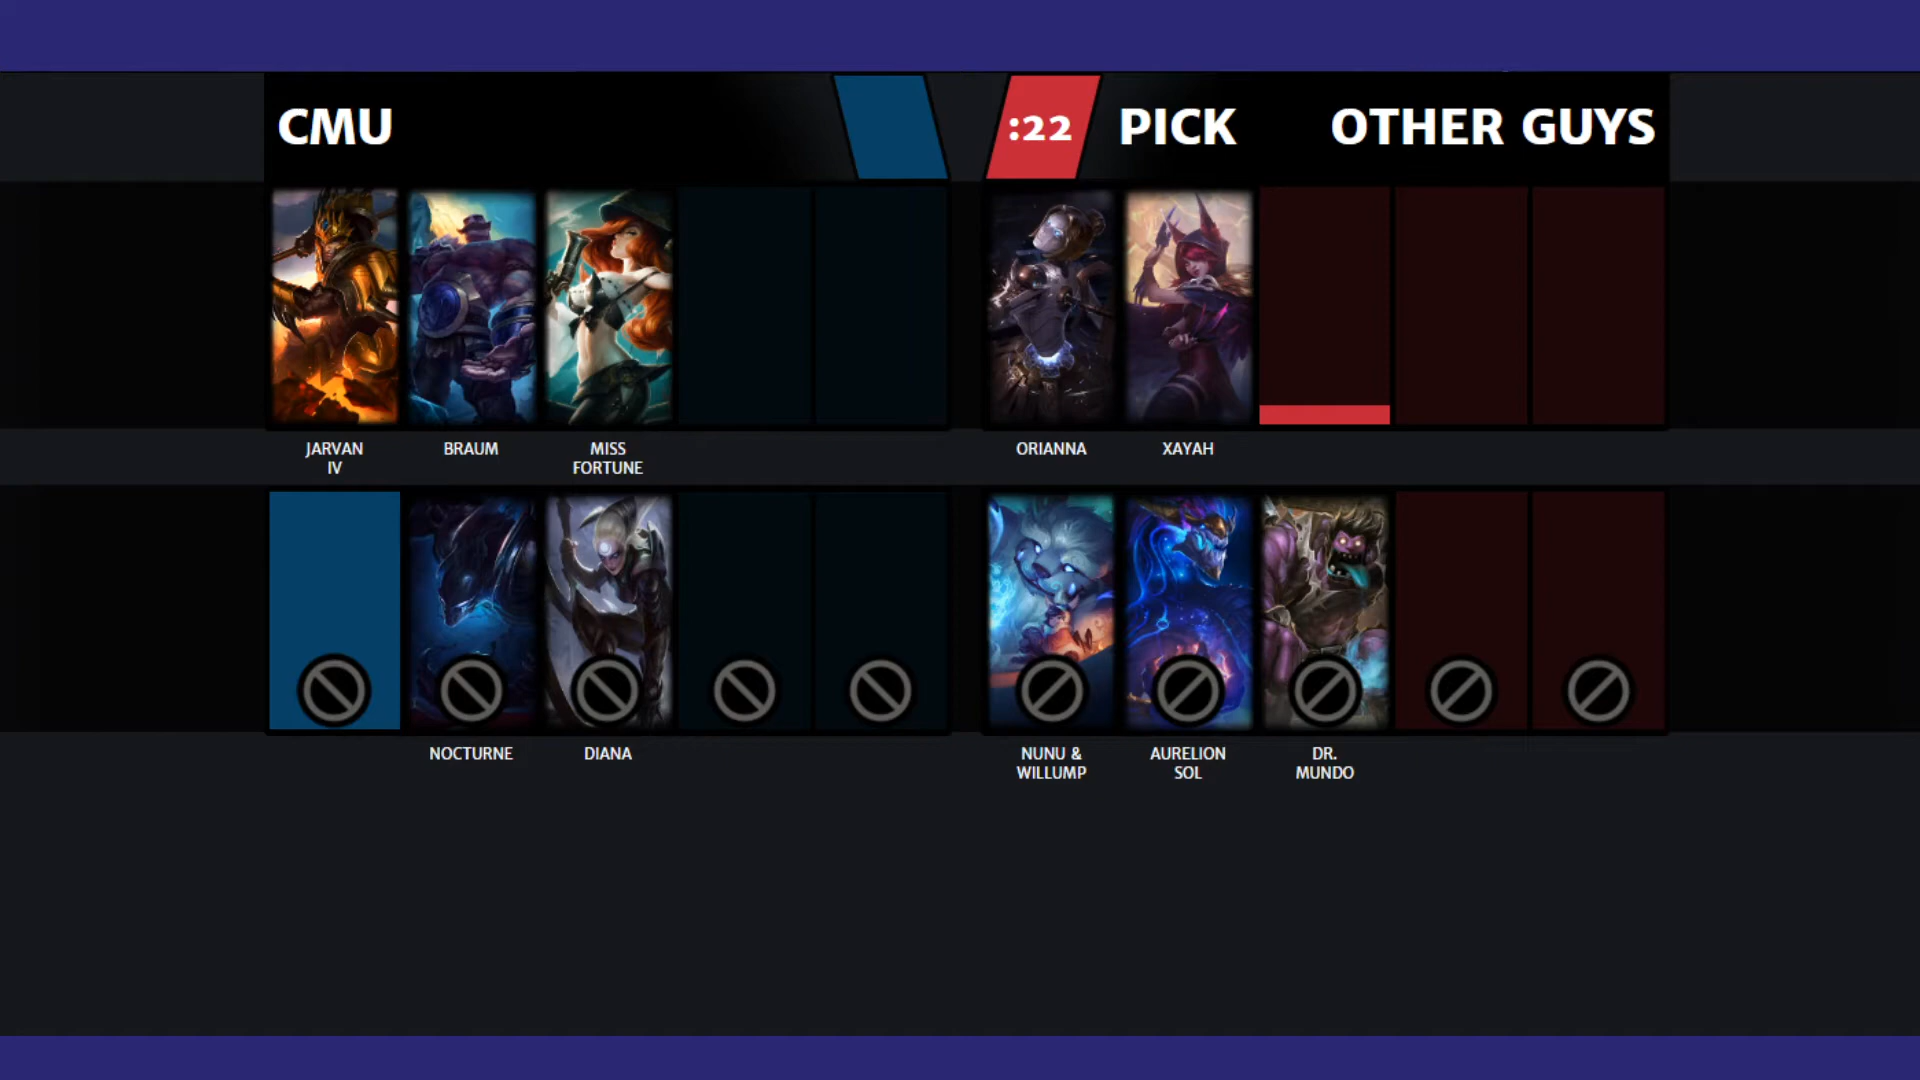 CMU
:22 PICK OTHER GUYS
JARVAN
IV
BRAUM
MISS
FORTUNE
ORIANNA
XAYAH
NOCTURNE
DIANA
NUNU &
WILLUMP
AURELION
SOL
DR.
MUNDO